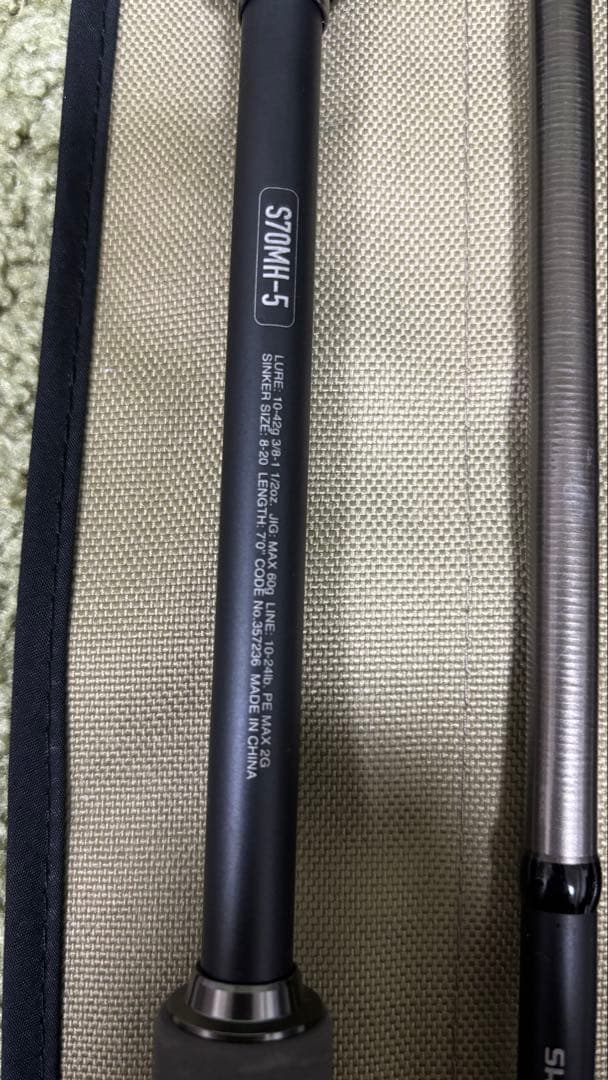 S70MH-5
LURE: 10-42g 3/8-1 1/2oz. JIG: MAX 60g LINE: 10-24lb, PE MAX 2G
SINKER SIZE: 8-20 LENGTH: 7'0" CODE No.357236 MADE IN CHINA
SH